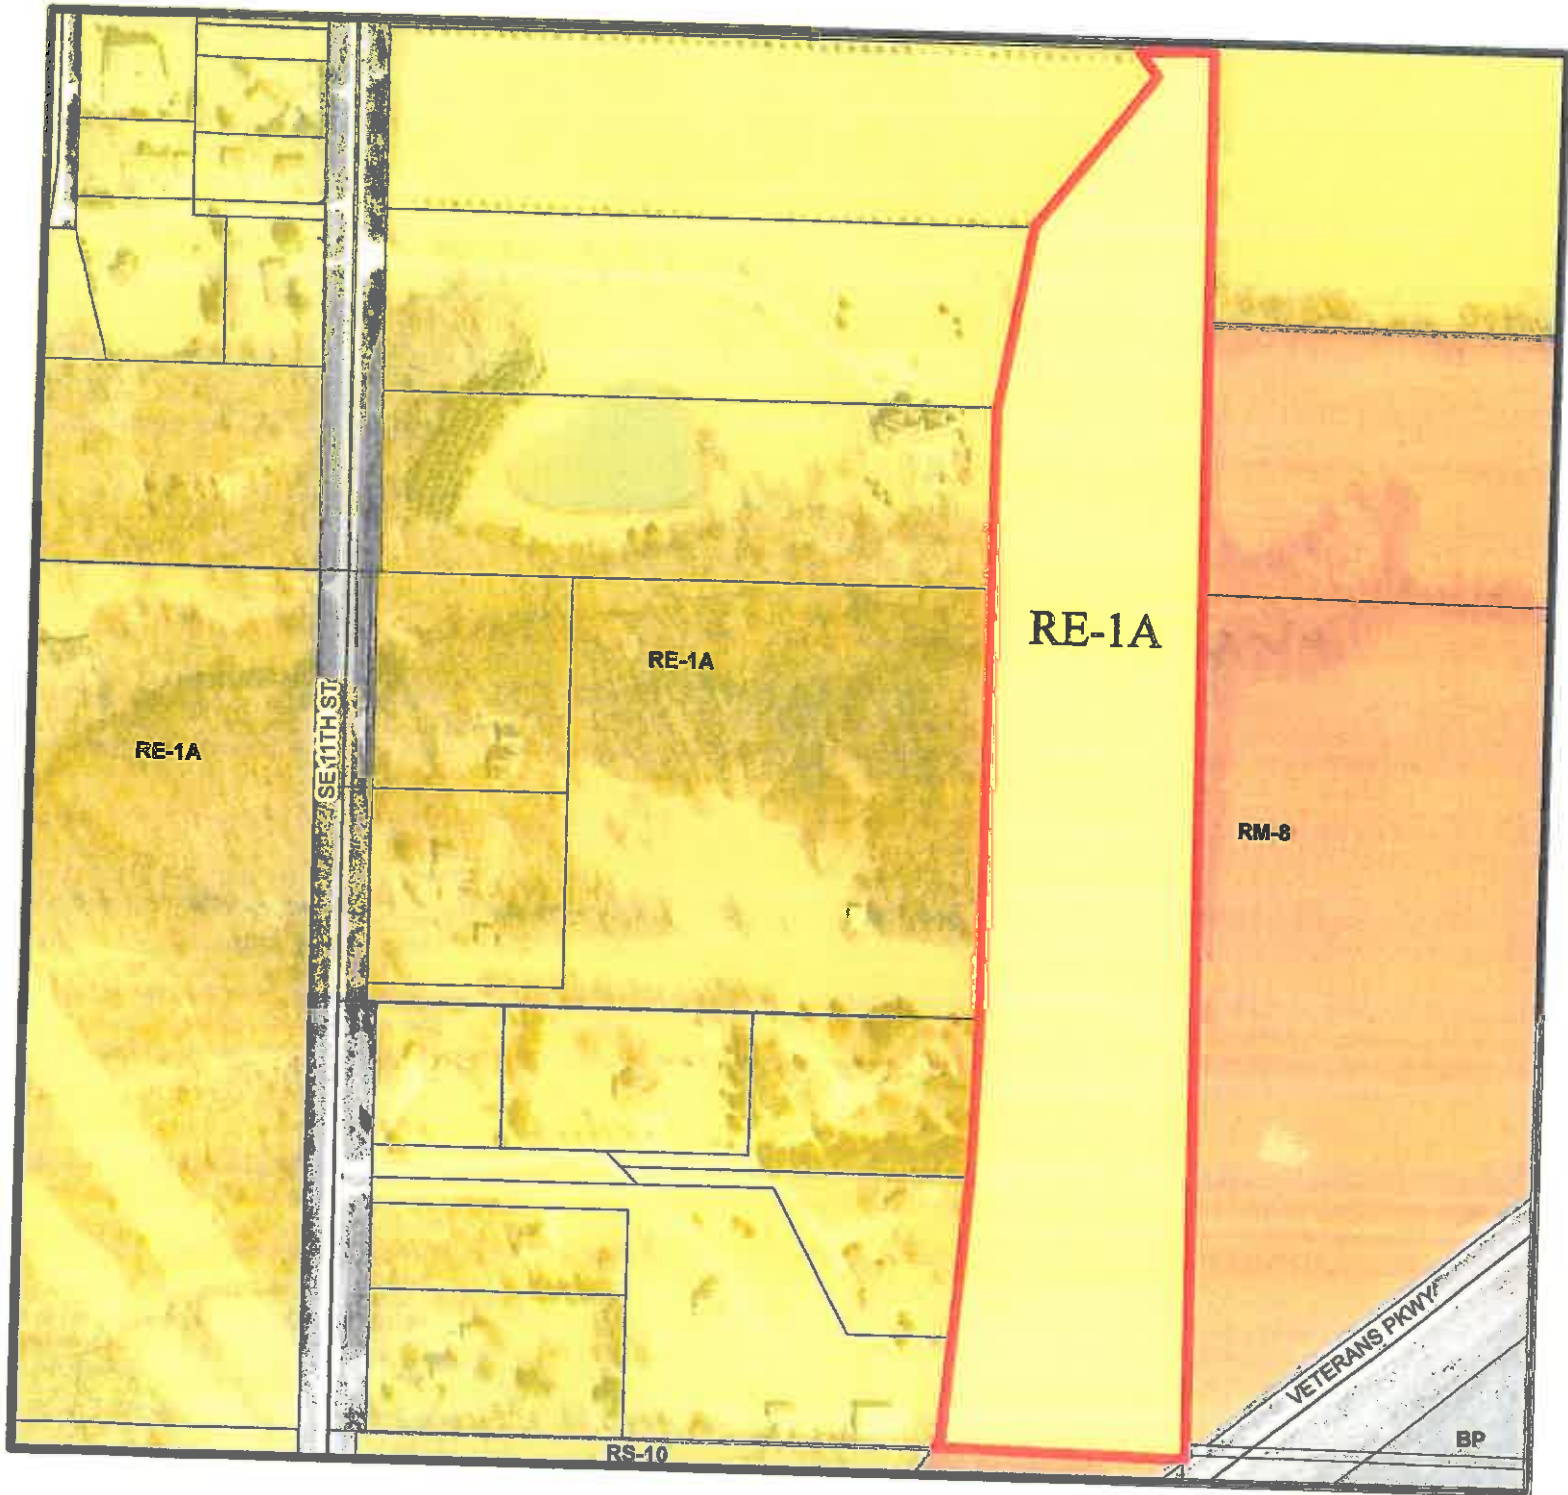 RE-1A
RE-1A
RE-1A
SE 11TH ST
RM-8
VETERANS PKWY
BP
RS-10